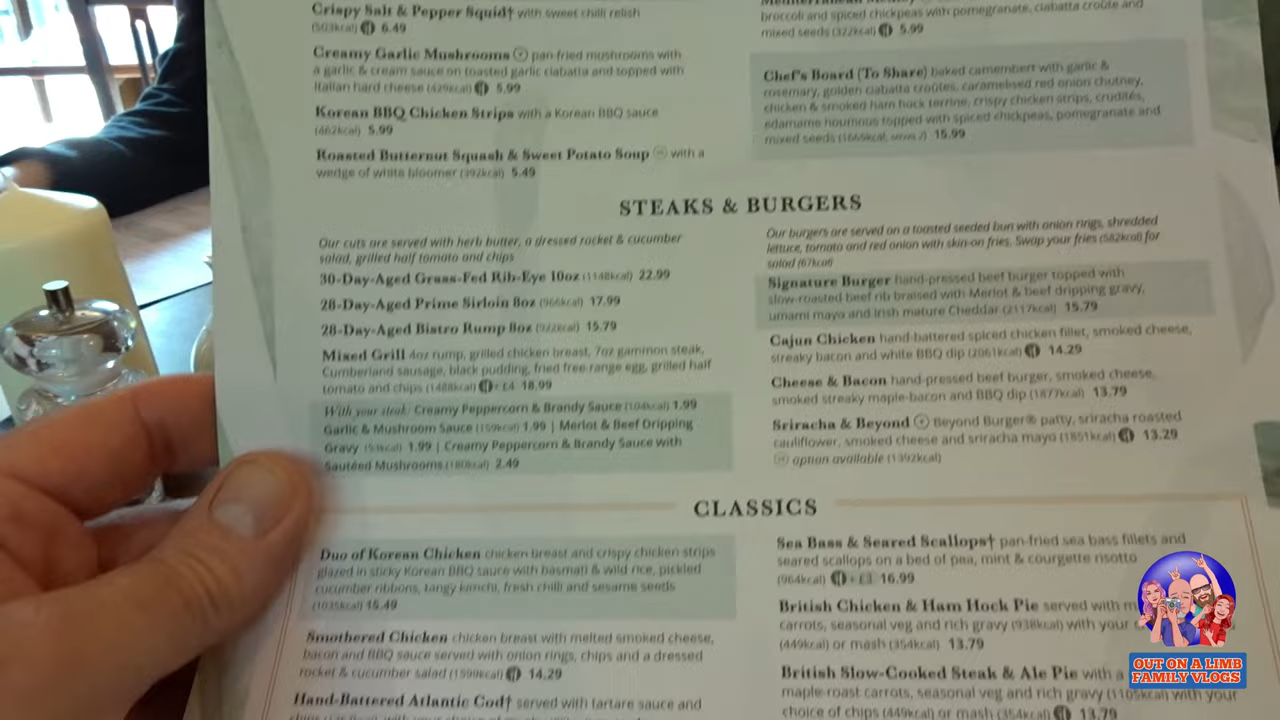 Crispy Salt & Pepper Squid† with sweet chilli relish
(503kcal) 6.49
Creamy Garlic Mushrooms pan-fried mushrooms with
a garlic & cream sauce on toasted garlic ciabatta and topped with
Italian hard cheese (429kcal) 5.99
Korean BBQ Chicken Strips with a Korean BBQ sauce
(462kcal) 5.99
Roasted Butternut Squash & Sweet Potato Soup with a
wedge of white bloomer (392kcal) 5.49
broccoli and spiced chickpeas with pomegranate, ciabatta croûte and
mixed seeds (322kcal) 5.99
Chef's Board (To Share) baked camembert with garlic &
rosemary, golden ciabatta croûtes, caramelised red onion chutney,
chicken & smoked ham hock terrine, crispy chicken strips, crudités,
edamame houmous topped with spiced chickpeas, pomegranate and
mixed seeds 15.99
STEAKS & BURGERS
Our cuts are served with herb butter, a dressed rocket & cucumber
salad, grilled half tomato and chips
30-Day-Aged Grass-Fed Rib-Eye 10oz (1148kcal) 22.99
28-Day-Aged Prime Sirloin 8oz (966kcal) 17.99
28-Day-Aged Bistro Rump 8oz (922kcal) 15.79
Mixed Grill 4oz rump, grilled chicken breast, 7oz gammon steak,
Cumberland sausage, black pudding, fried free-range egg, grilled half
tomato and chips (1488kcal) + £4 18.99
With your steak: Creamy Peppercorn & Brandy Sauce (104kcal) 1.99
Garlic & Mushroom Sauce (159kcal) 1.99 | Merlot & Beef Dripping
Gravy (53kcal) 1.99 | Creamy Peppercorn & Brandy Sauce with
Sautéed Mushrooms (180kcal) 2.49
Our burgers are served on a toasted seeded bun with onion rings, shredded
lettuce, tomato and red onion with skin-on fries. Swap your fries (582kcal) for
salad (67kcal)
Signature Burger hand-pressed beef burger topped with
slow-roasted beef rib braised with Merlot & beef dripping gravy,
umami mayo and Irish mature Cheddar (2117kcal) 15.79
Cajun Chicken hand-battered spiced chicken fillet, smoked cheese,
streaky bacon and white BBQ dip (2061kcal) 14.29
Cheese & Bacon hand-pressed beef burger, smoked cheese,
smoked streaky maple-bacon and BBQ dip (1877kcal) 13.79
Sriracha & Beyond Beyond Burger® patty, sriracha roasted
cauliflower, smoked cheese and sriracha mayo (1851kcal) 13.29
option available (1392kcal)
CLASSICS
Duo of Korean Chicken chicken breast and crispy chicken strips
glazed in sticky Korean BBQ sauce with basmati & wild rice, pickled
cucumber ribbons, tangy kimchi, fresh chilli and sesame seeds
(1035kcal) 15.49
Smothered Chicken chicken breast with melted smoked cheese,
bacon and BBQ sauce served with onion rings, chips and a dressed
rocket & cucumber salad (1599kcal) 14.29
Hand-Battered Atlantic Cod† served with tartare sauce and
Sea Bass & Seared Scallops† pan-fried sea bass fillets and
seared scallops on a bed of pea, mint & courgette risotto
(964kcal) + £3 16.99
British Chicken & Ham Hock Pie served with
carrots, seasonal veg and rich gravy (938kcal) with your
(449kcal) or mash (354kcal) 13.79
British Slow-Cooked Steak & Ale Pie with a
maple-roast carrots, seasonal veg and rich gravy (1105kcal) with your
choice of chips (449kcal) or mash (354kcal) 13.79
OUT ON A LIMB
FAMILY VLOGS